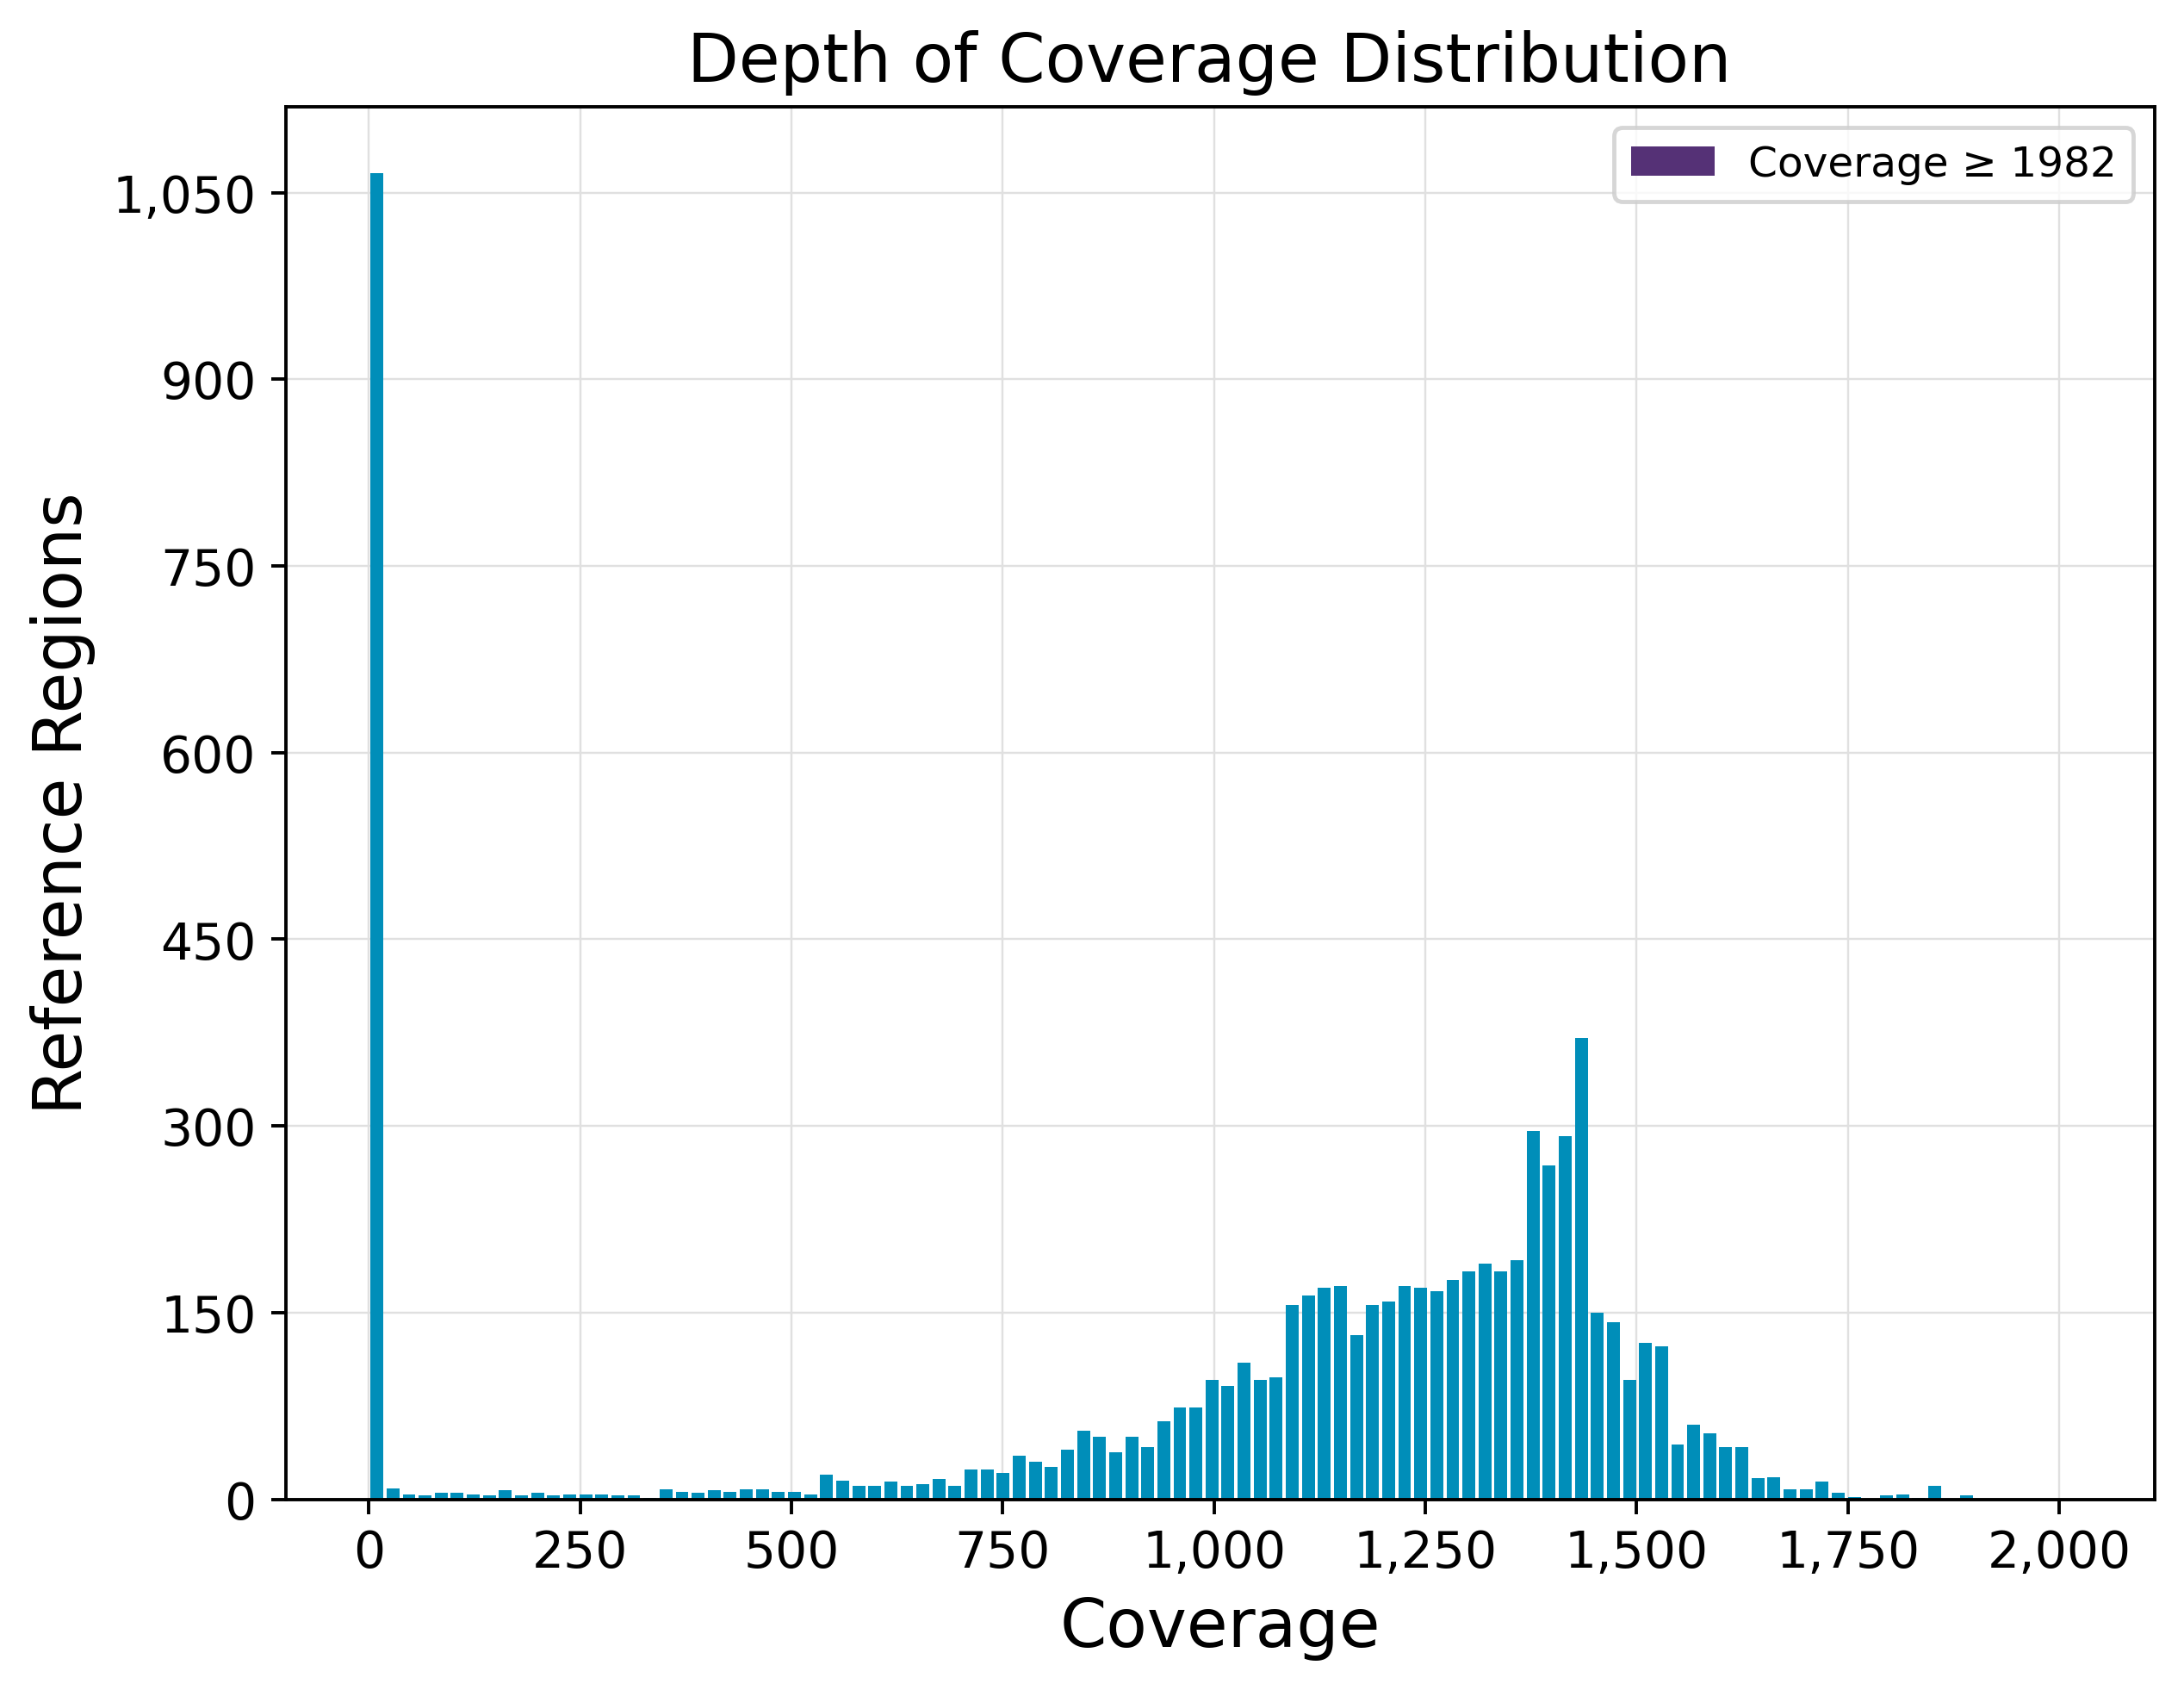 Depth of Coverage Distribution
Coverage ≥ 1982
1,050
900
750
600
450
300
150
0
Reference Regions
0 250 500 750 1,000 1,250 1,500 1,750 2,000
Coverage